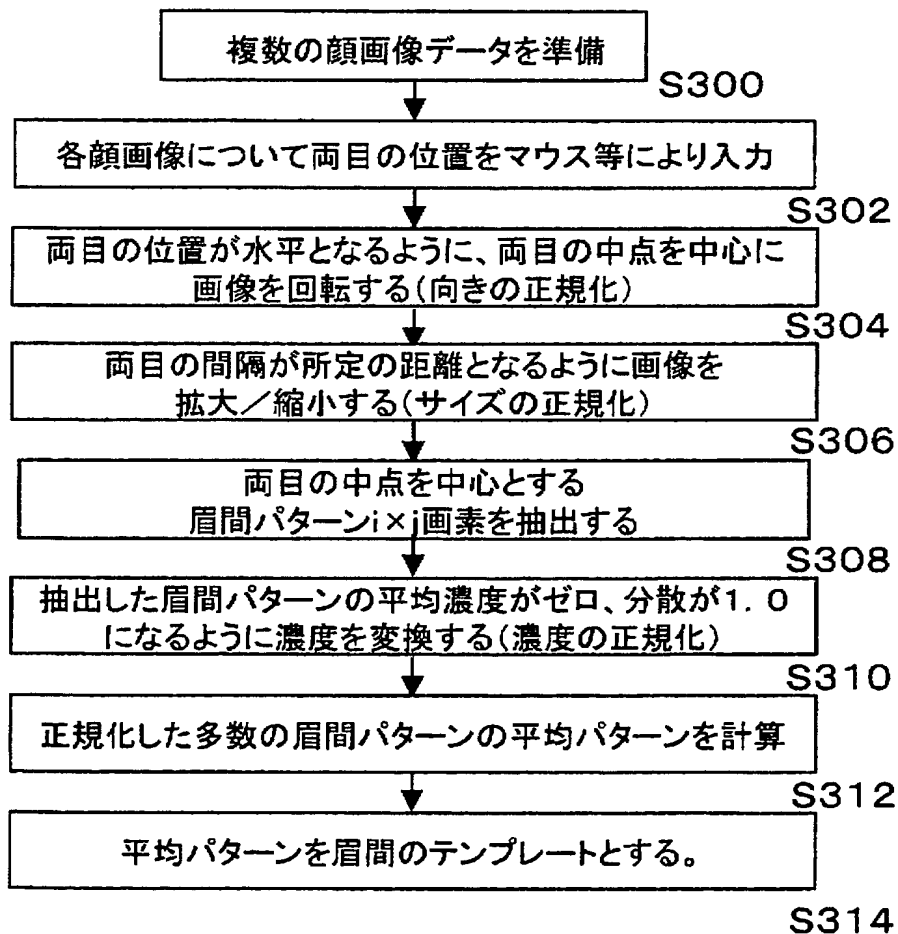 複数の顔画像データを準備
S300
各顔画像について両目の位置をマウス等により入力
S302
両目の位置が水平となるように、両目の中点を中心に
画像を回転する(向きの正規化)
S304
両目の間隔が所定の距離となるように画像を
拡大／縮小する(サイズの正規化)
S306
両目の中点を中心とする
眉間パターンi×j画素を抽出する
S308
抽出した眉間パターンの平均濃度がゼロ、分散が1.0
になるように濃度を変換する(濃度の正規化)
S310
正規化した多数の眉間パターンの平均パターンを計算
S312
平均パターンを眉間のテンプレートとする。
S314